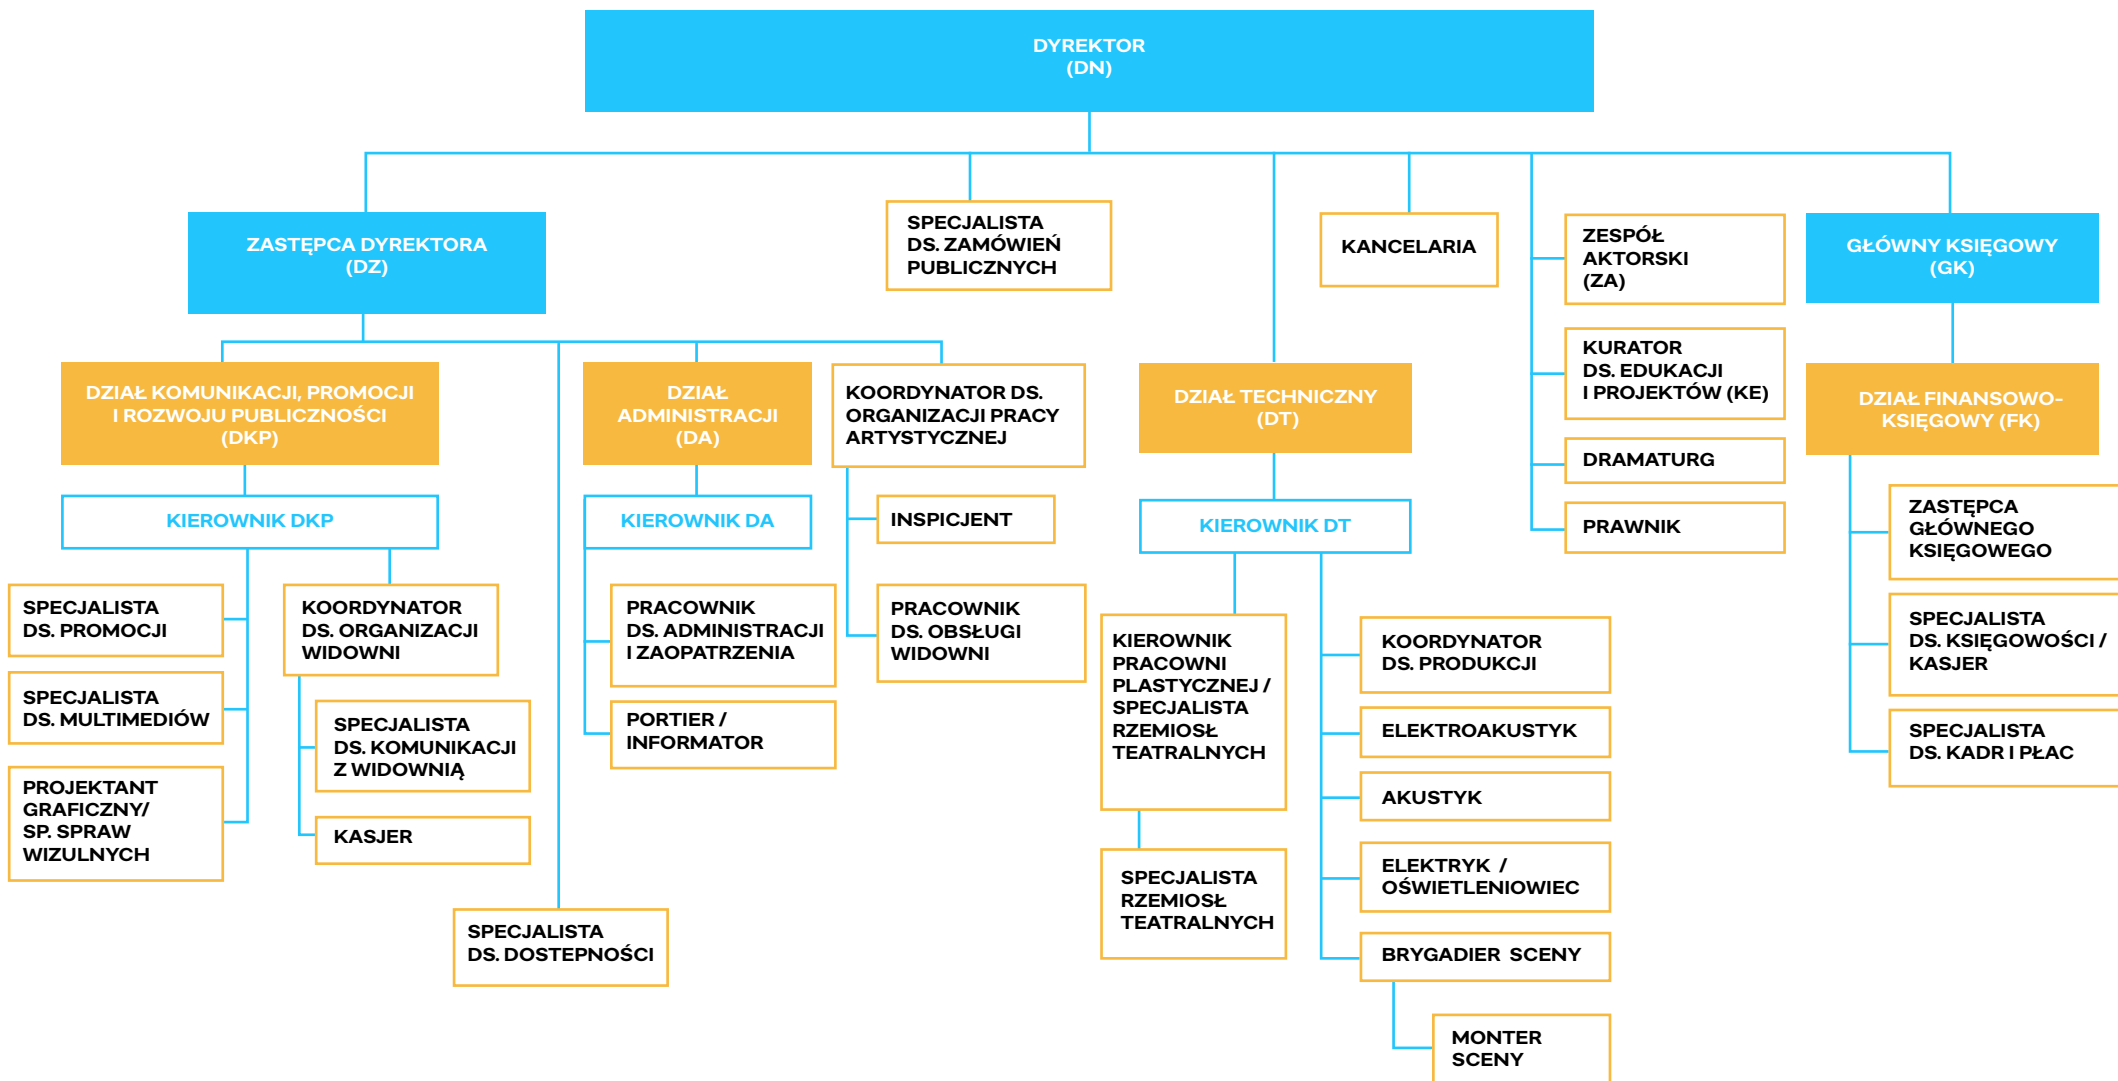 DYREKTOR
(DN)
ZASTĘPCA DYREKTORA
(DZ)
SPECJALISTA
DS. ZAMÓWIEŃ
PUBLICZNYCH
KANCELARIA
ZESPÓŁ
AKTORSKI
(ZA)
GŁÓWNY KSIĘGOWY
(GK)
KURATOR
DS. EDUKACJI
I PROJEKTÓW (KE)
DRAMATURG
PRAWNIK
DZIAŁ KOMUNIKACJI, PROMOCJI
I ROZWOJU PUBLICZNOŚCI
(DKP)
DZIAŁ
ADMINISTRACJI
(DA)
KOORDYNATOR DS.
ORGANIZACJI PRACY
ARTYSTYCZNEJ
DZIAŁ TECHNICZNY
(DT)
DZIAŁ FINANSOWO-
KSIĘGOWY (FK)
KIEROWNIK DKP
KIEROWNIK DA
INSPICJENT
KIEROWNIK DT
ZASTĘPCA
GŁÓWNEGO
KSIĘGOWEGO
SPECJALISTA
DS. PROMOCJI
KOORDYNATOR
DS. ORGANIZACJI
WIDOWNI
PRACOWNIK
DS. ADMINISTRACJI
I ZAOPATRZENIA
PRACOWNIK
DS. OBSŁUGI
WIDOWNI
KIEROWNIK
PRACOWNI
PLASTYCZNEJ /
SPECJALISTA
RZEMIOSŁ
TEATRALNYCH
KOORDYNATOR
DS. PRODUKCJI
SPECJALISTA
DS. KSIĘGOWOŚCI /
KASJER
SPECJALISTA
DS. MULTIMEDIÓW
SPECJALISTA
DS. KOMUNIKACJI
Z WIDOWNIĄ
PORTIER /
INFORMATOR
ELEKTROAKUSTYK
SPECJALISTA
DS. KADR I PŁAC
PROJEKTANT
GRAFICZNY/
SP. SPRAW
WIZULNYCH
KASJER
AKUSTYK
SPECJALISTA
RZEMIOSŁ
TEATRALNYCH
ELEKTRYK /
OŚWIETLENIOWIEC
SPECJALISTA
DS. DOSTEPNOŚCI
BRYGADIER SCENY
MONTER
SCENY